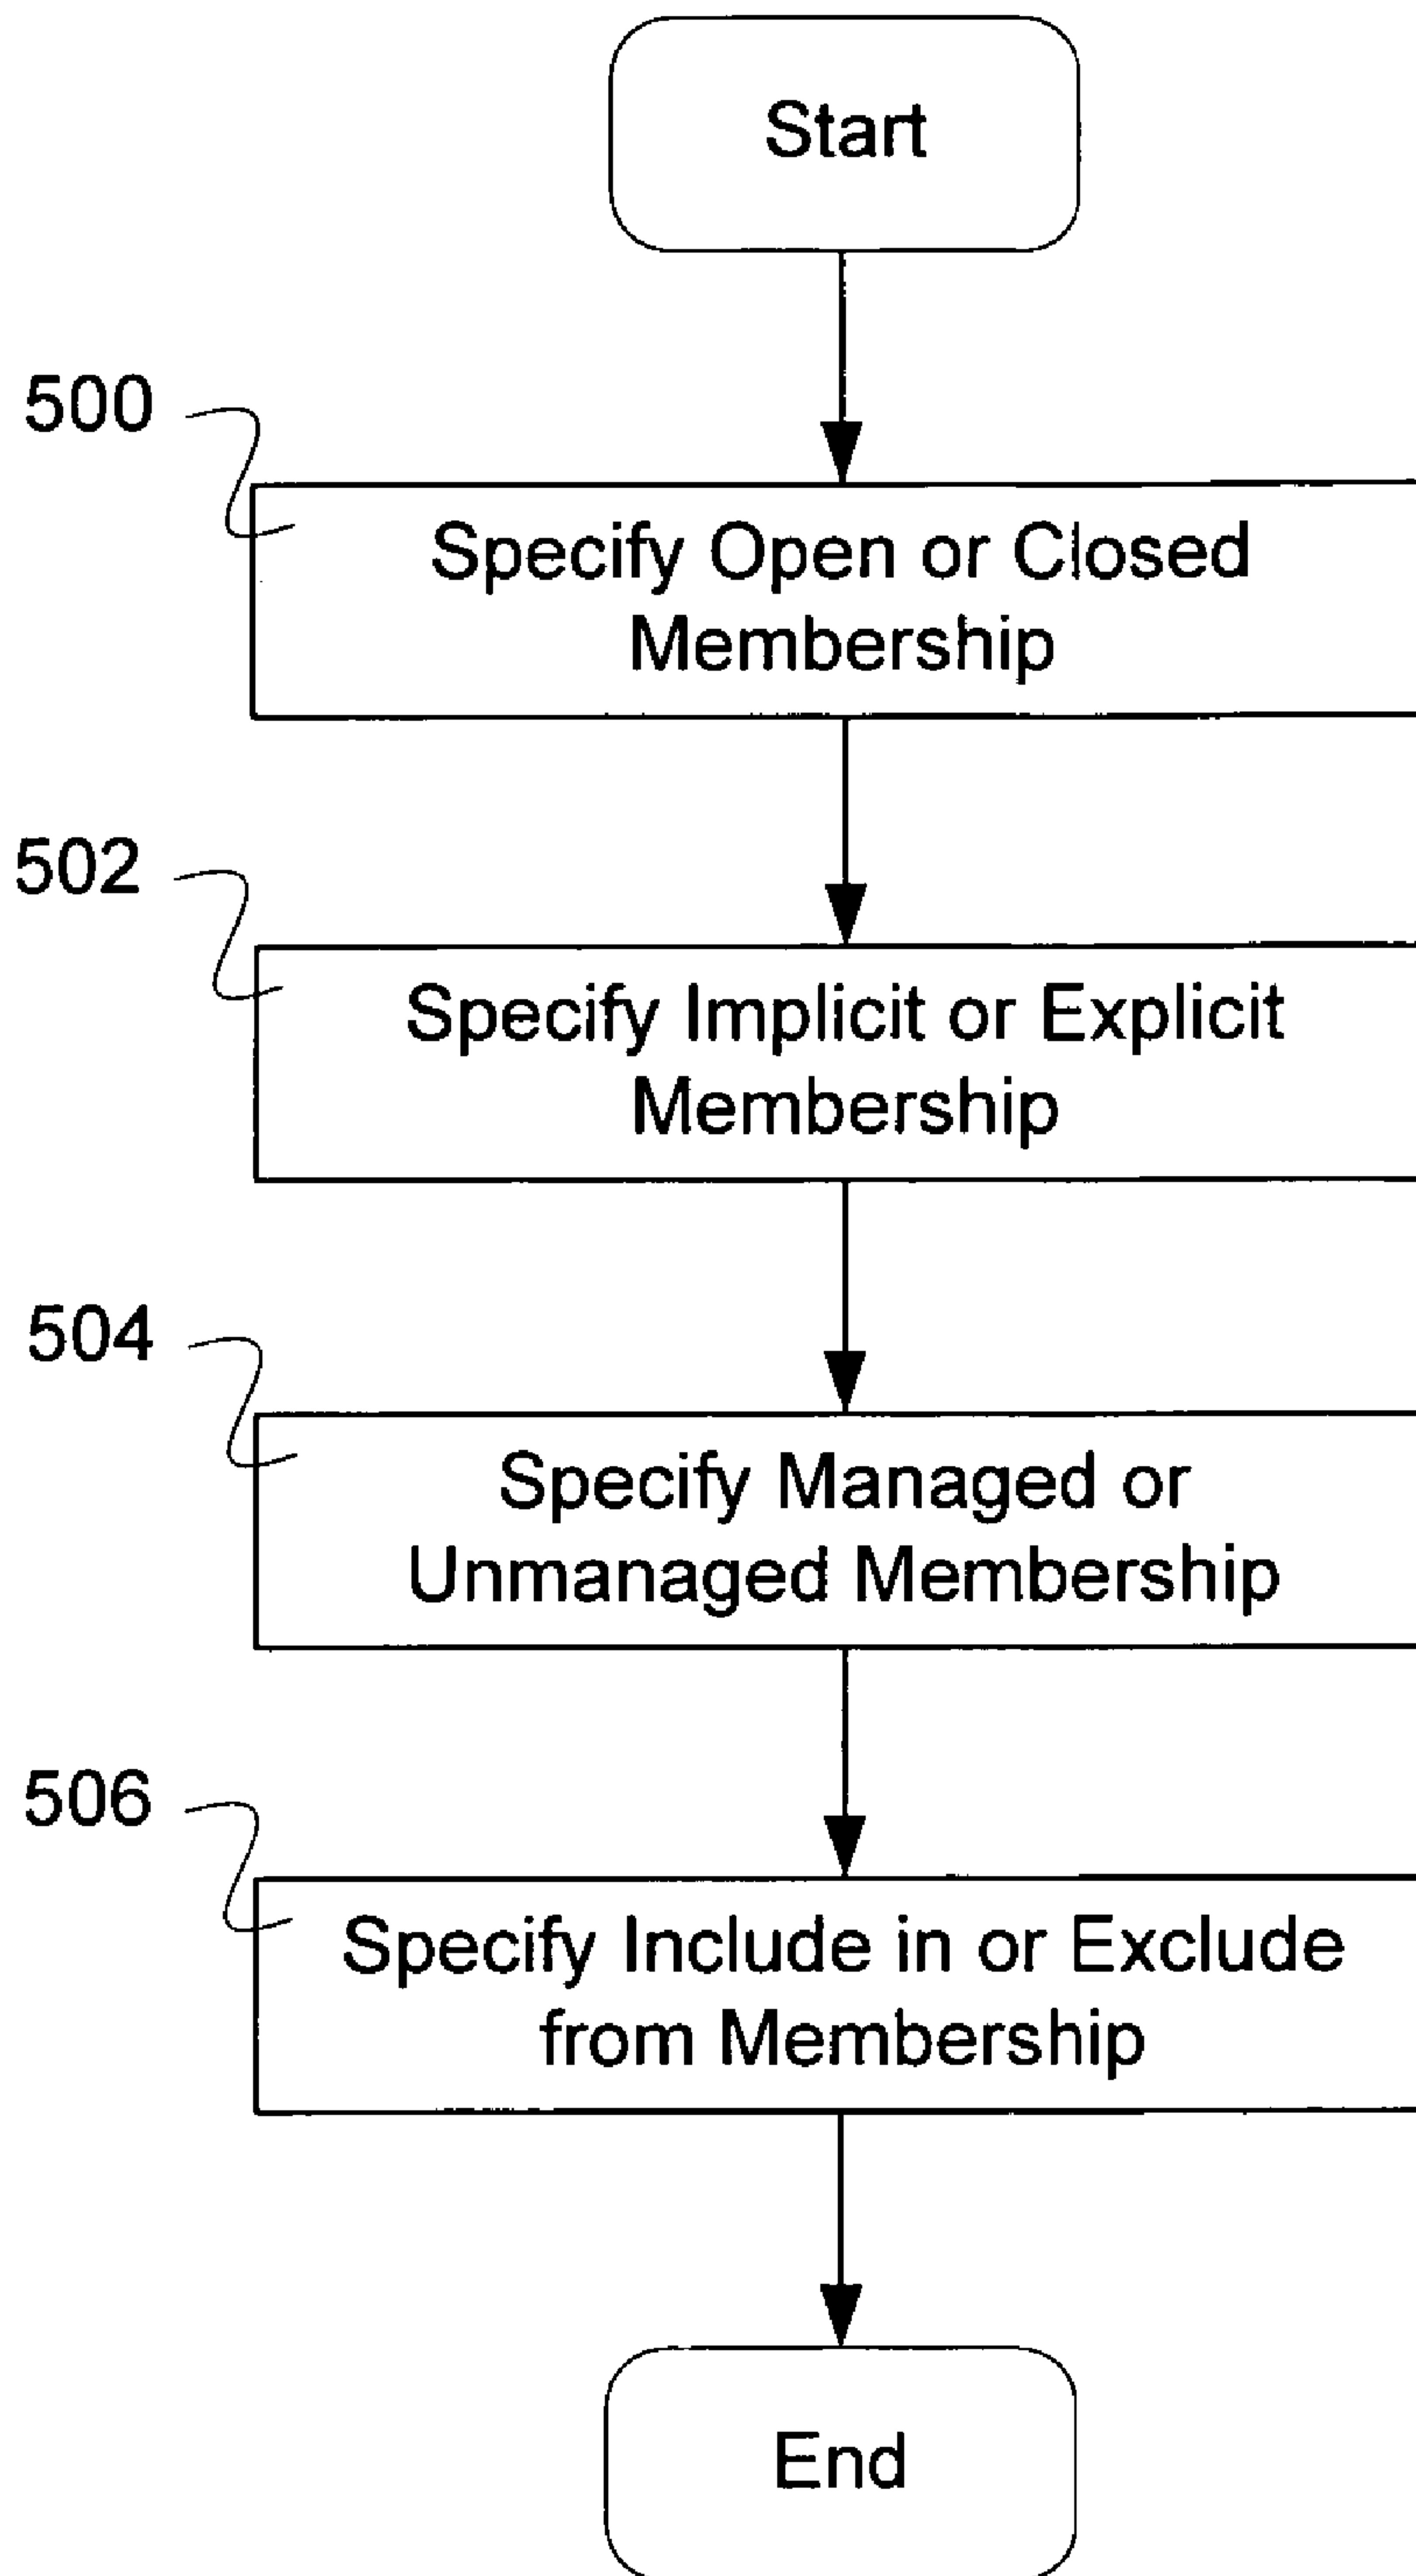 Start
500
Specify Open or Closed
Membership
502
Specify Implicit or Explicit
Membership
504
Specify Managed or
Unmanaged Membership
506
Specify Include in or Exclude
from Membership
End